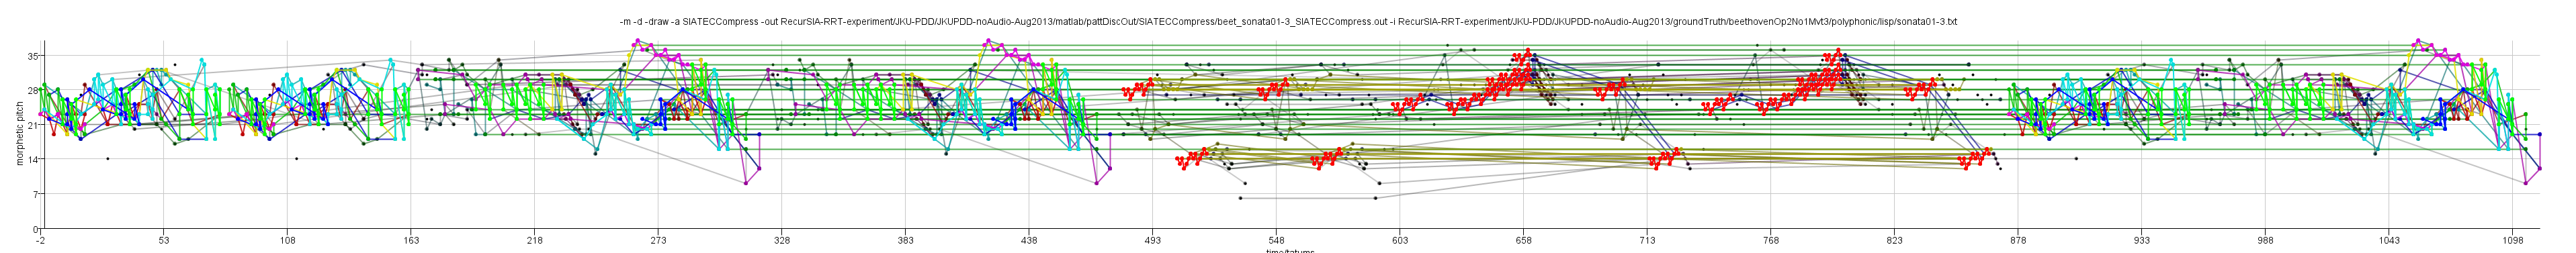 -m -d -draw -a SIATECCompress -out RecurSIA-RRT-experiment/JKU-PDD/JKUPDD-noAudio-Aug2013/matlab/pattDiscOut/SIATECCompress/beet_sonata01-3_SIATECCompress.out -i RecurSIA-RRT-experiment/JKU-PDD/JKUPDD-noAudio-Aug2013/groundTruth/beethovenOp2No1Mvt3/polyphonic/lisp/sonata01-3.txt
35
28
21
14
7
0
morphetic pitch
-2 53 108 163 218 273 328 383 438 493 548 603 658 713 768 823 878 933 988 1043 1098
time/tatums